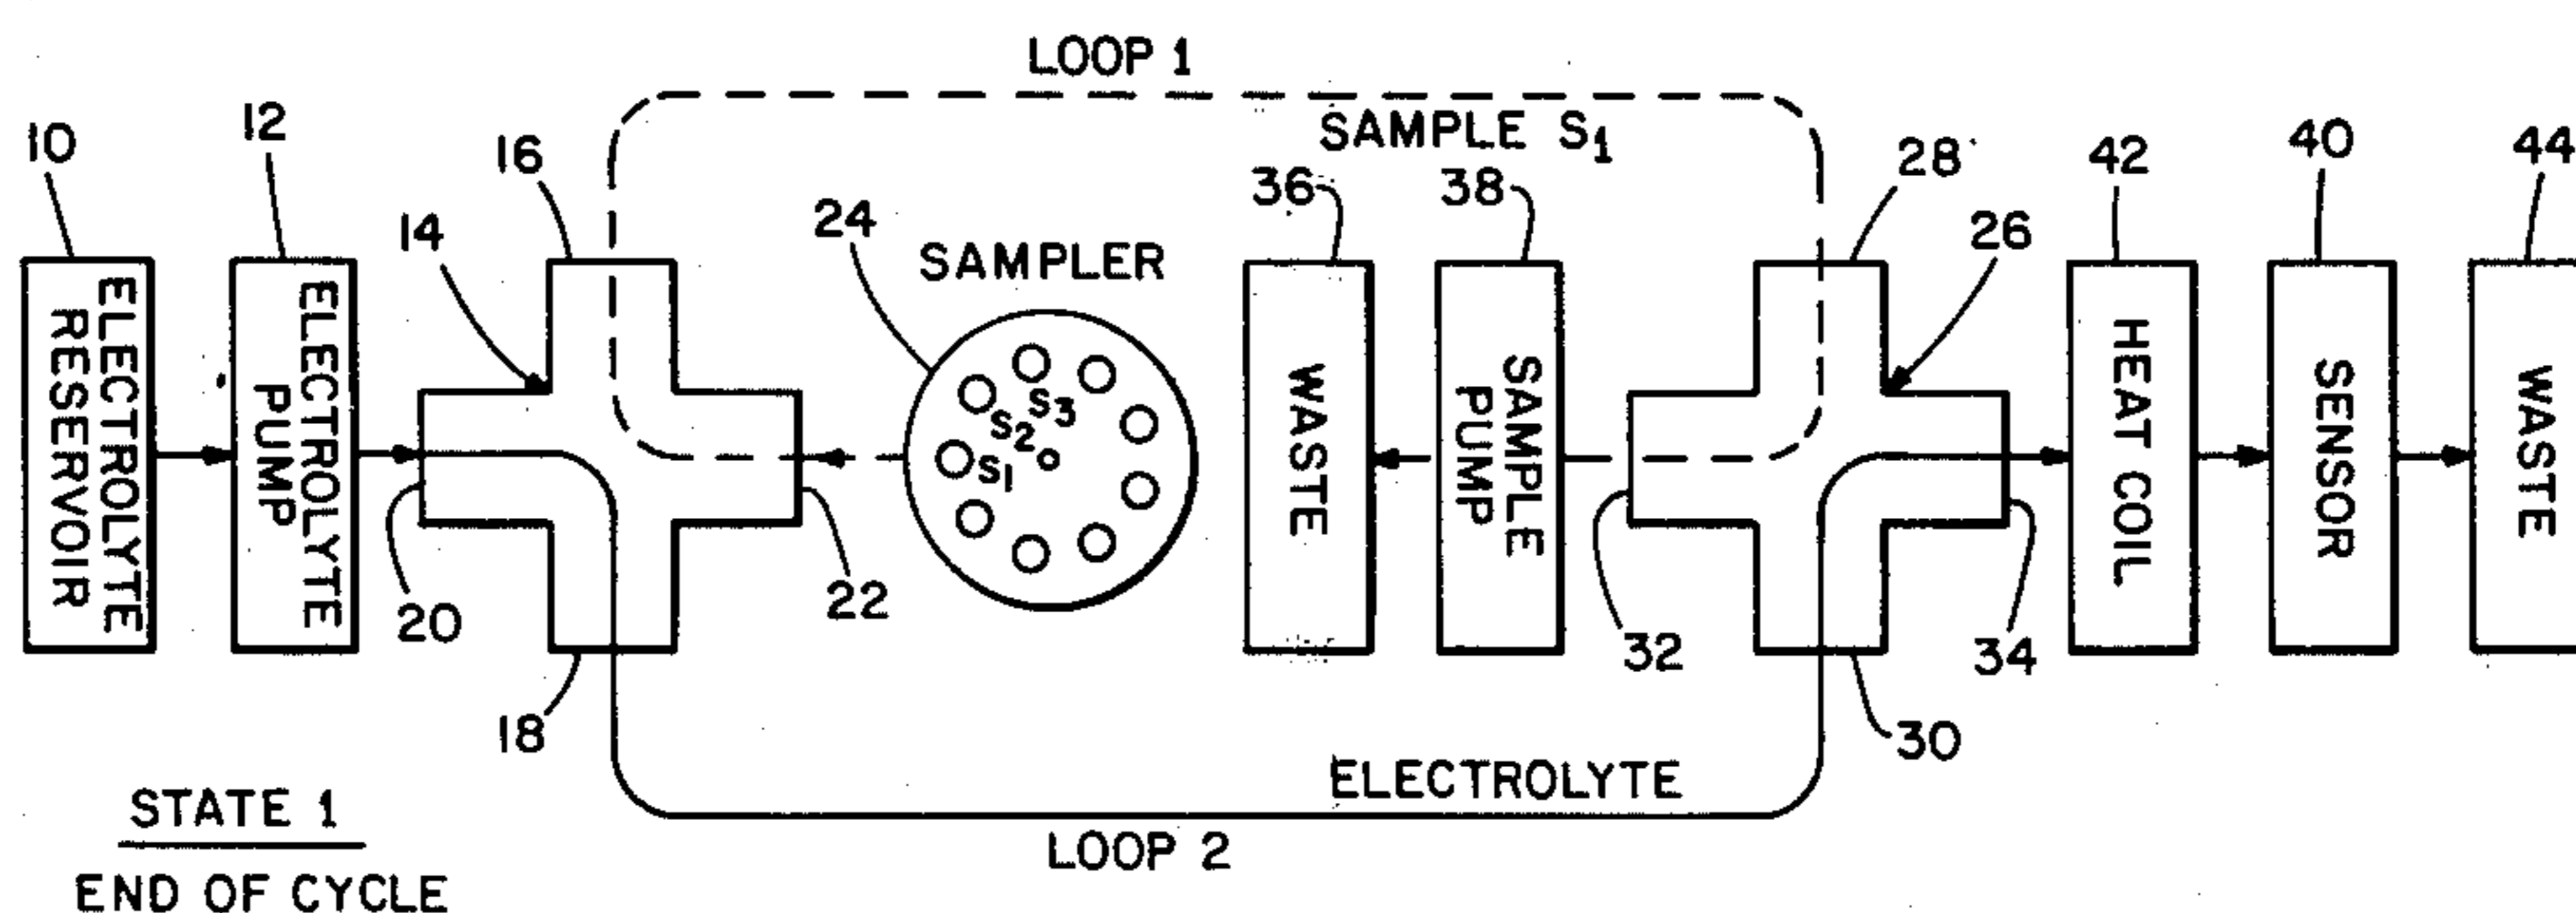 LOOP 1
SAMPLE S1
10
12
16
14
24
SAMPLER
36
38
28
26
42
40
44
ELECTROLYTE
RESERVOIR
ELECTROLYTE
PUMP
S3
S2
S1
WASTE
SAMPLE
PUMP
HEAT COIL
SENSOR
WASTE
20
22
32
34
18
30
ELECTROLYTE
LOOP 2
STATE 1
END OF CYCLE